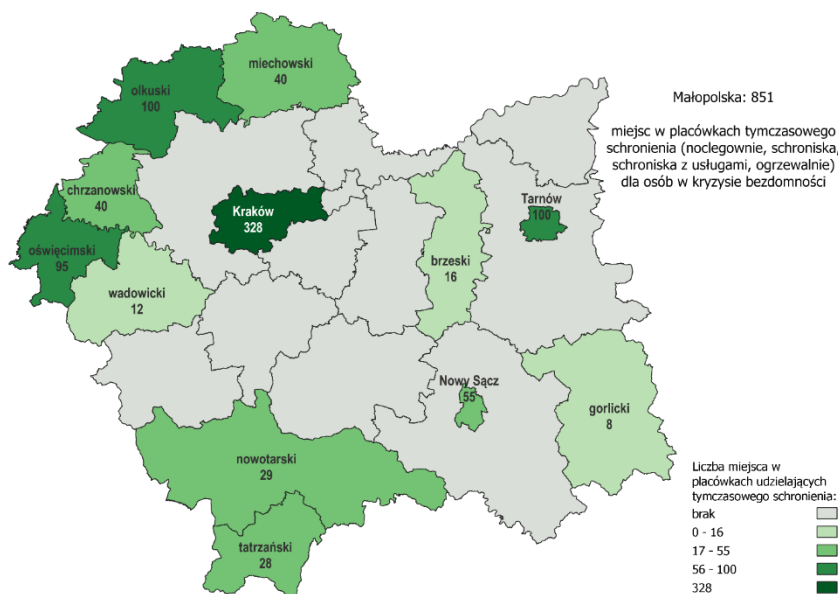 miechowski
40
olkuski
100
Małopolska: 851
miejsc w placówkach tymczasowego
schronienia (noclegownie, schroniska,
schroniska z usługami, ogrzewalnie)
dla osób w kryzysie bezdomności
chrzanowski
40
Kraków
328
Tarnów
100
oświęcimski
95
brzeski
16
wadowicki
12
Nowy Sącz
55
gorlicki
8
nowotarski
29
tatrzański
28
Liczba miejsca w
placówkach udzielających
tymczasowego schronienia:
brak
0 - 16
17 - 55
56 - 100
328